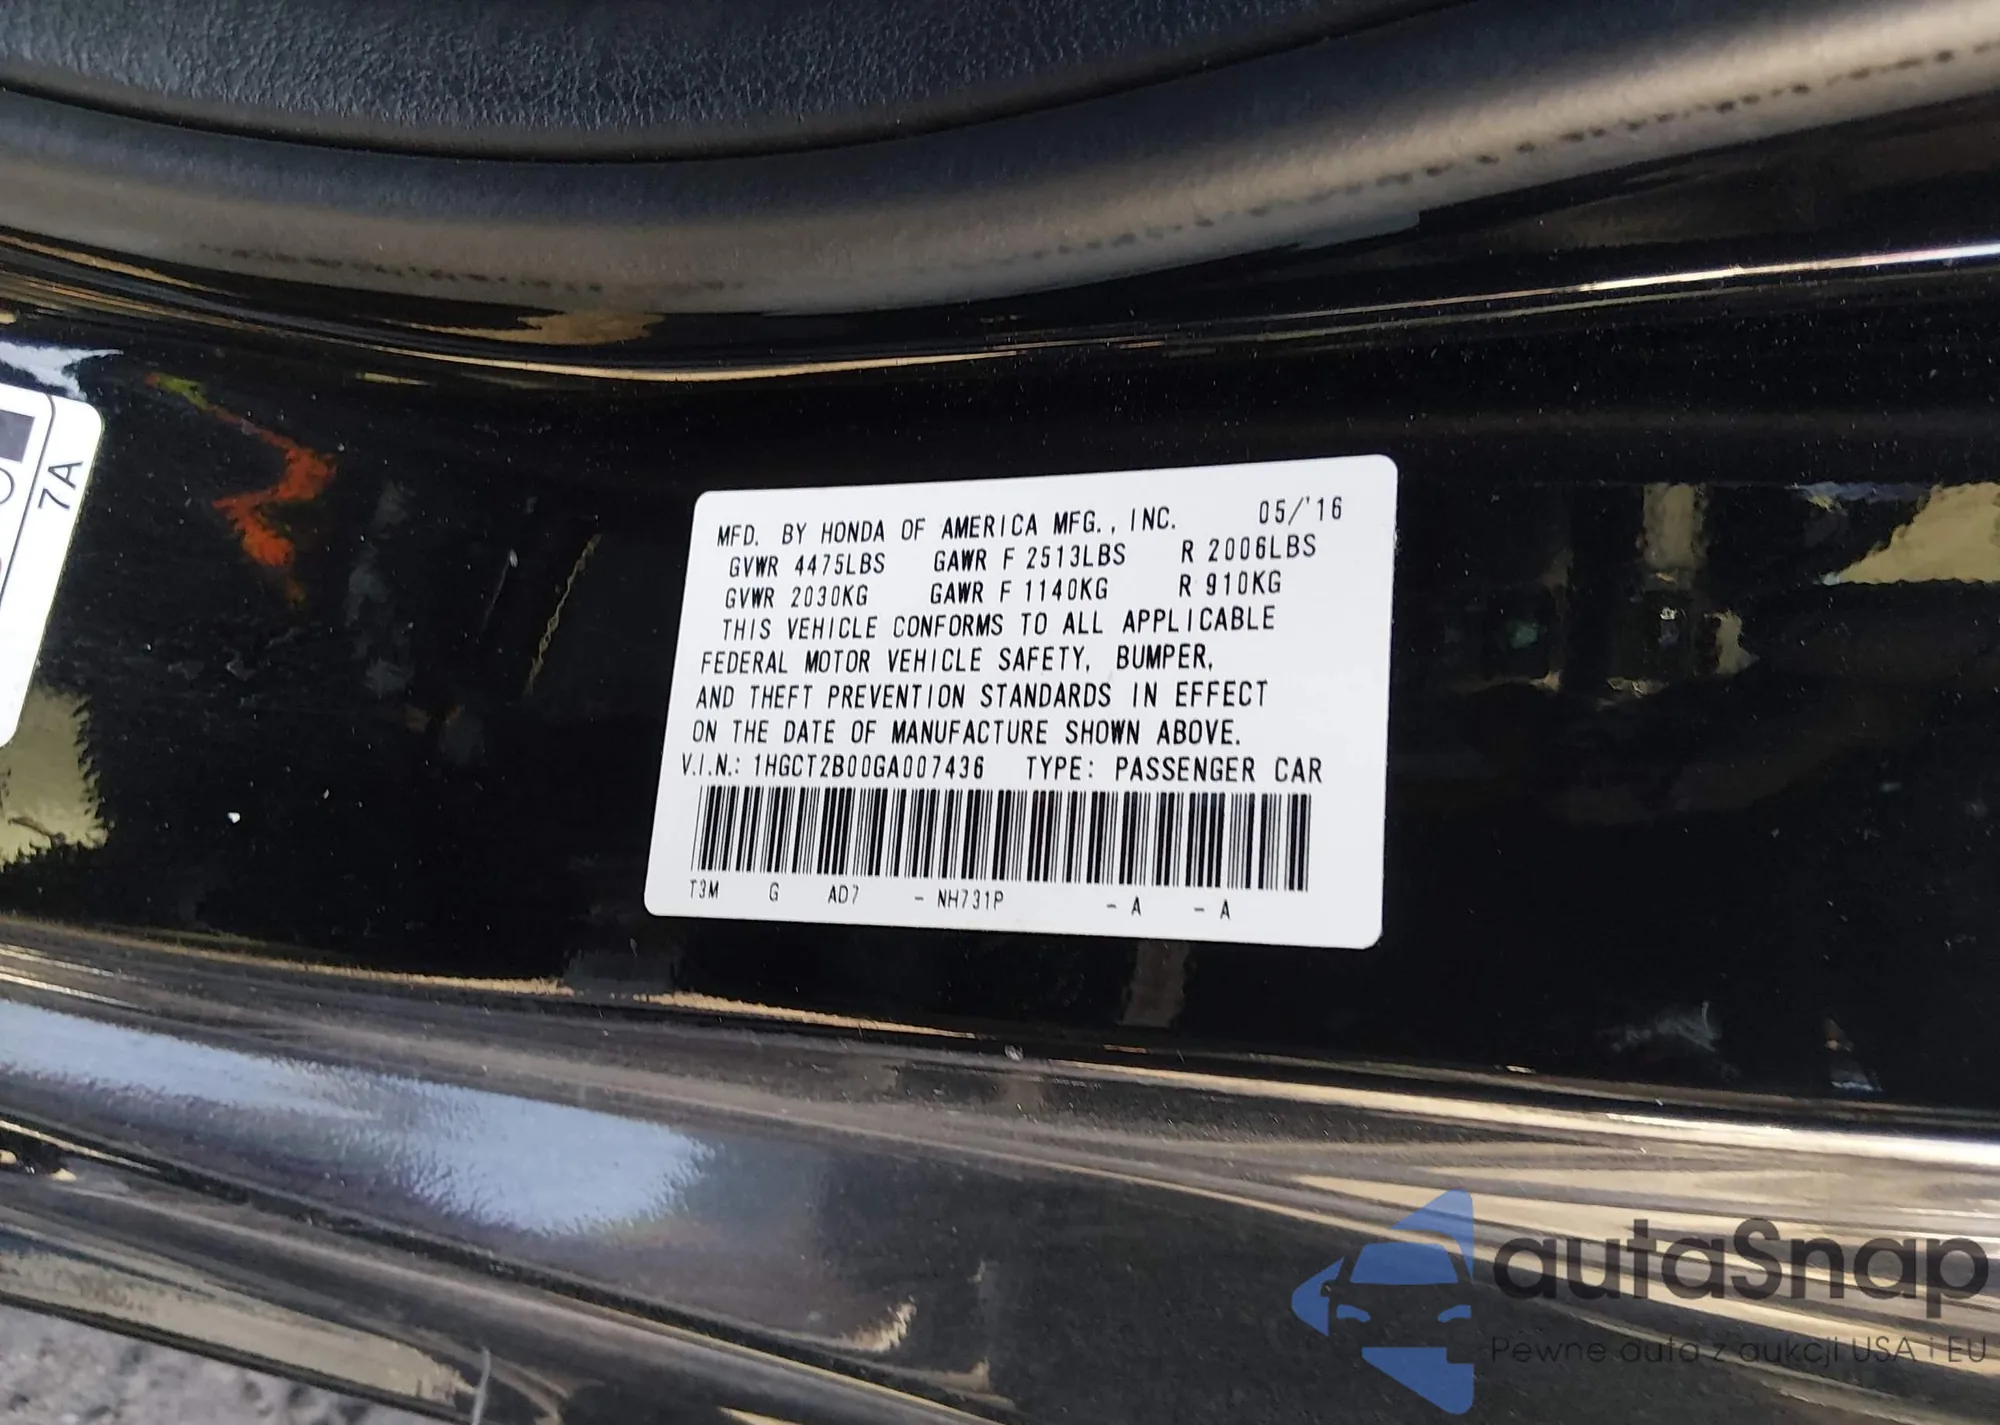 7A
MFD. BY HONDA OF AMERICA MFG., INC. 05/'16
GVWR 4475LBS GAWR F 2513LBS R 2006LBS
GVWR 2030KG GAWR F 1140KG R 910KG
THIS VEHICLE CONFORMS TO ALL APPLICABLE
FEDERAL MOTOR VEHICLE SAFETY, BUMPER,
AND THEFT PREVENTION STANDARDS IN EFFECT
ON THE DATE OF MANUFACTURE SHOWN ABOVE.
V.I.N.: 1HGCT2B00GA007436 TYPE: PASSENGER CAR
T3M G AD7 - NH731P - A - A
autaSnap
Pewne auta z aukcji USA i EU